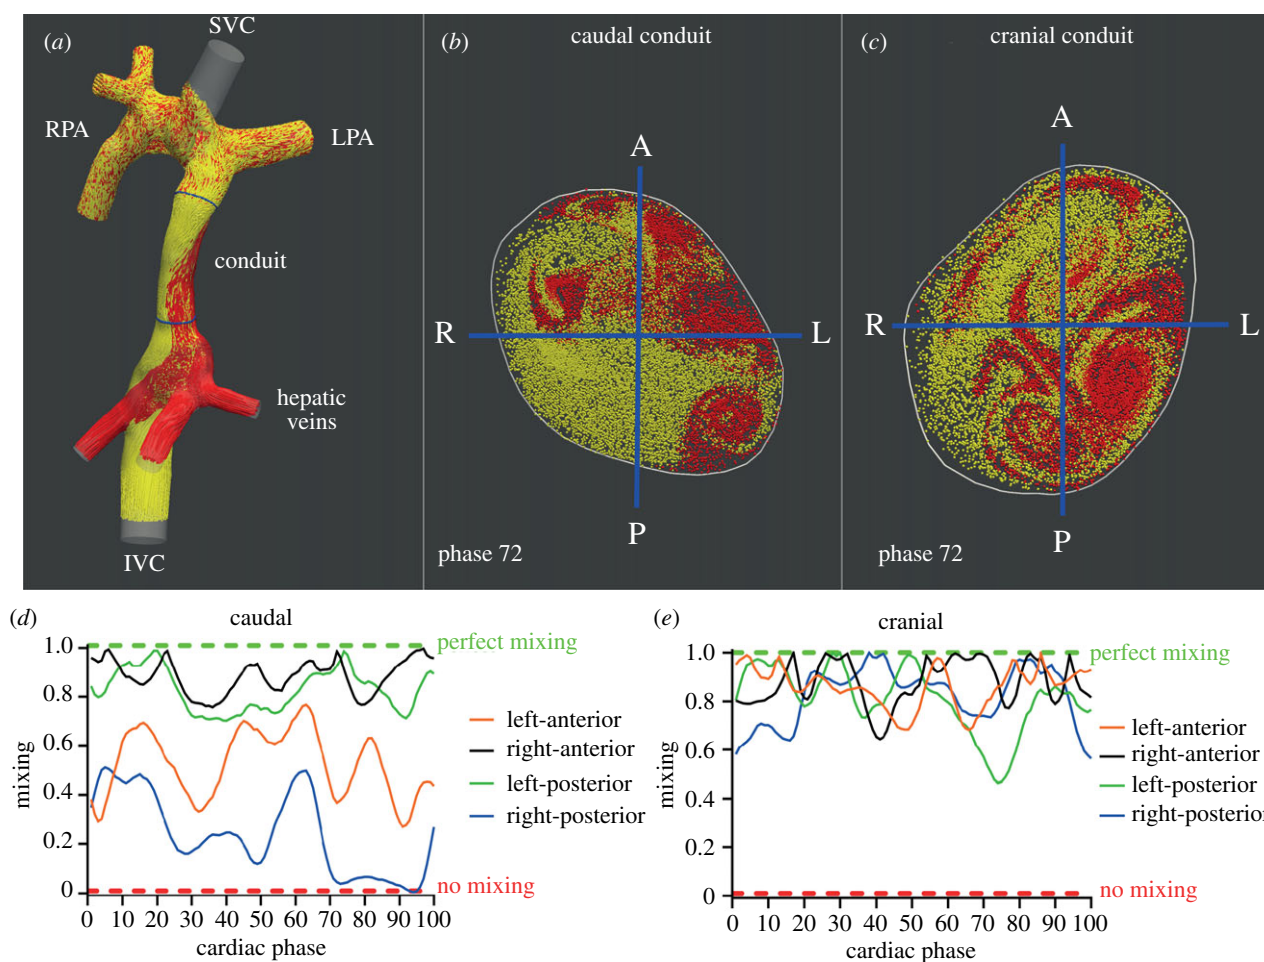 (a)
SVC
RPA
LPA
conduit
hepatic
veins
IVC
(b)
caudal conduit
A
R
L
P
phase 72
(c)
cranial conduit
A
R
L
P
phase 72
(d)
caudal
perfect mixing
1.0
0.8
0.6
0.4
0.2
0
mixing
left-anterior
right-anterior
left-posterior
right-posterior
no mixing
0 10 20 30 40 50 60 70 80 90 100
cardiac phase
(e)
cranial
perfect mixing
1.0
0.8
0.6
0.4
0.2
0
mixing
left-anterior
right-anterior
left-posterior
right-posterior
no mixing
0 10 20 30 40 50 60 70 80 90 100
cardiac phase